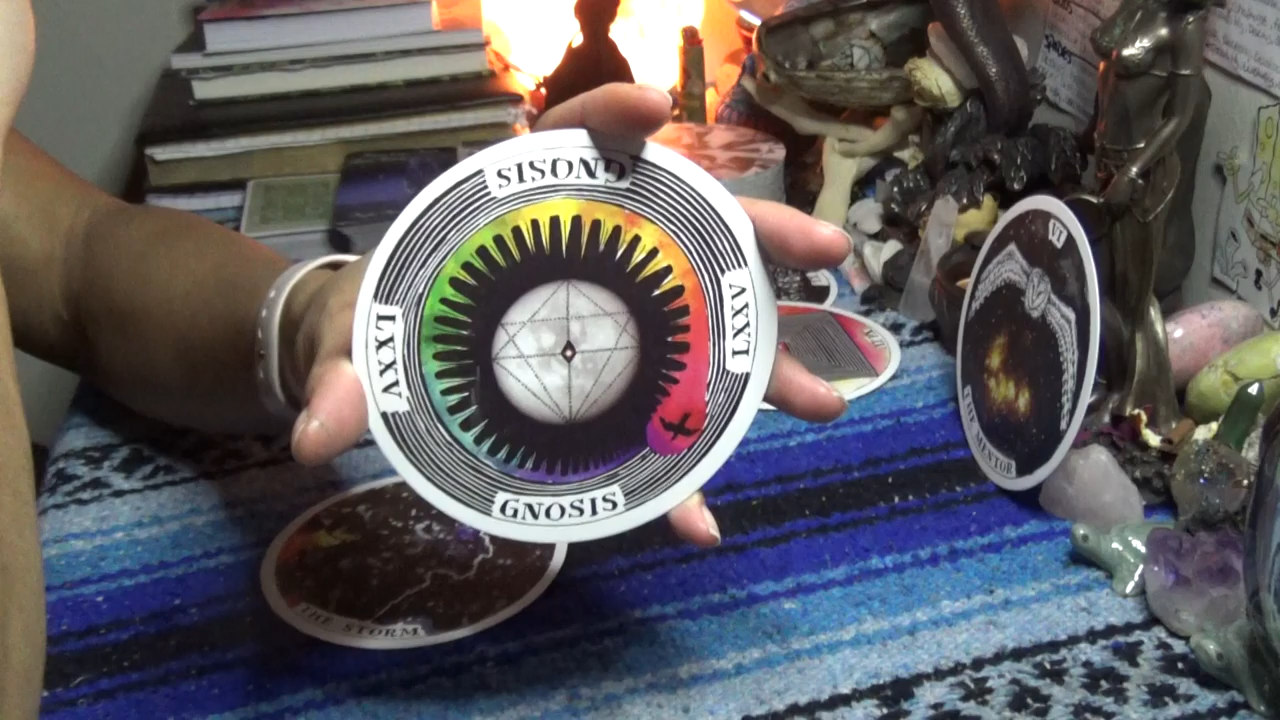 GNOSIS
LXXV
LXXV
GNOSIS
VI
THE MENTOR
THE STORM